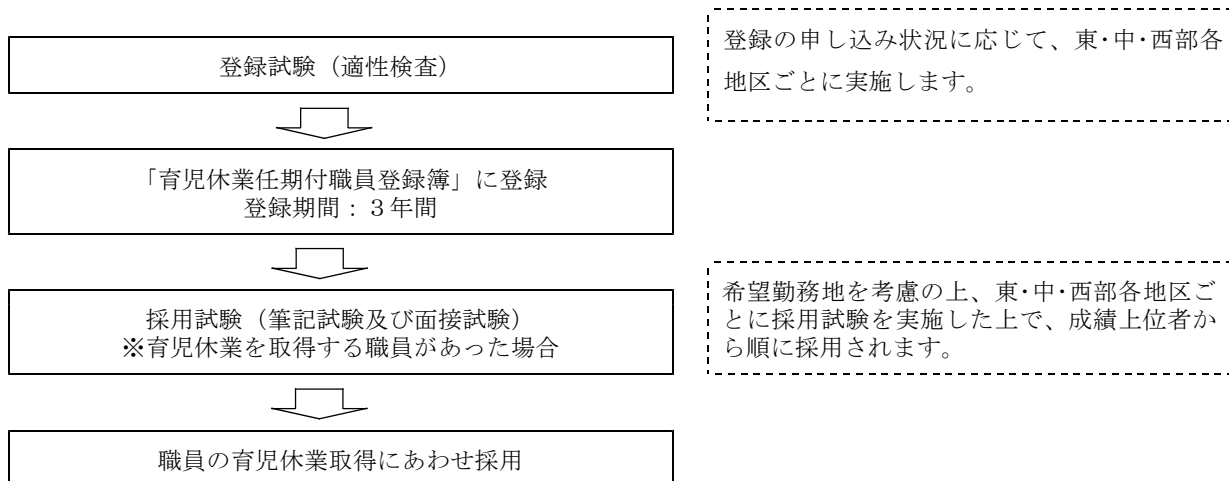 登録試験（適性検査）
登録の申し込み状況に応じて、東･中･西部各
地区ごとに実施します。
「育児休業任期付職員登録簿」に登録
登録期間：３年間
採用試験（筆記試験及び面接試験）
※育児休業を取得する職員があった場合
希望勤務地を考慮の上、東･中･西部各地区ご
とに採用試験を実施した上で、成績上位者か
ら順に採用されます。
職員の育児休業取得にあわせ採用